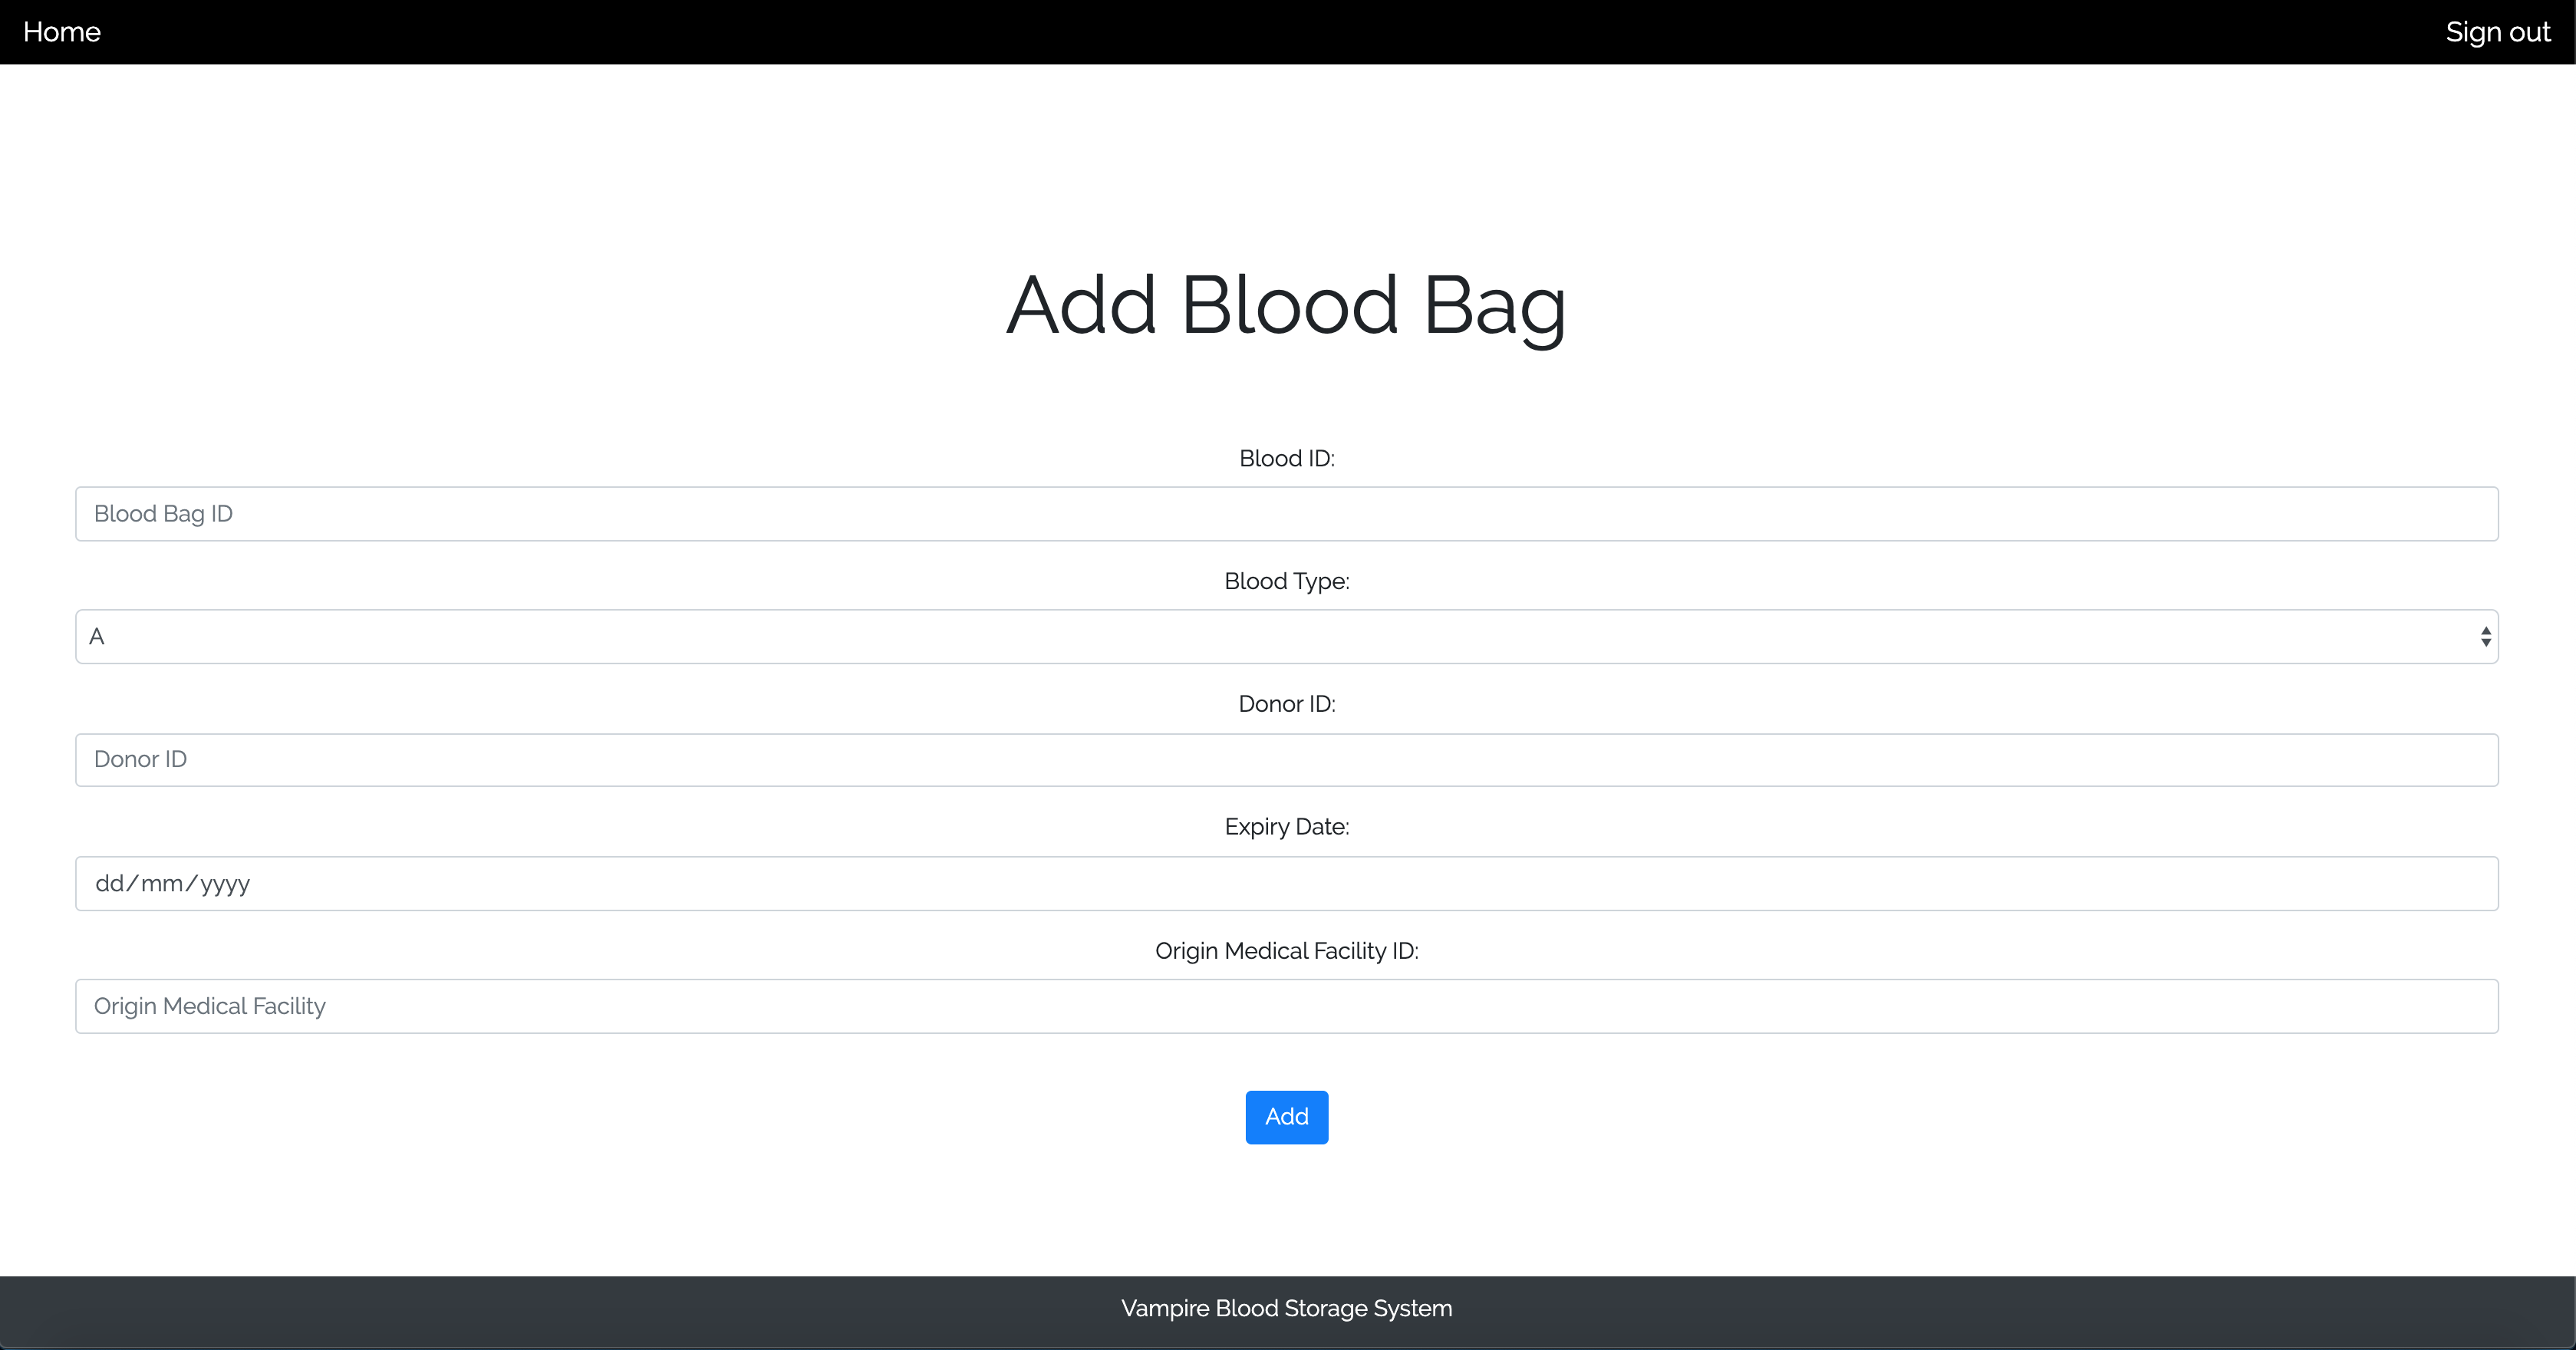 Home
Sign out
Add Blood Bag
Blood ID:
Blood Bag ID
Blood Type:
A
Donor ID:
Donor ID
Expiry Date:
dd/mm/yyyy
Origin Medical Facility ID:
Origin Medical Facility
Add
Vampire Blood Storage System